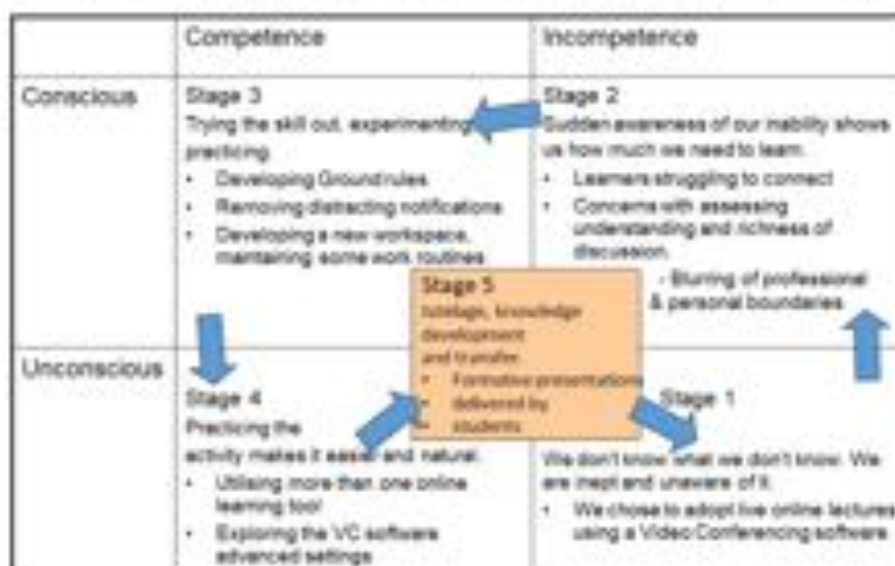 Competence
Incompetence
Conscious
Stage 3
Trying the skill out, experimenting
practicing
• Developing Ground rules
• Removing distracting notifications
• Developing a new workspace,
maintaining some work routines
Stage 2
Sudden awareness of our inability shows
us how much we need to learn.
• Learners struggling to connect
• Concerns with assessing
understanding and richness of
discussion.
- Blurring of professional
& personal boundaries
Stage 5
tutelage, knowledge
development
and transfer
• Formative presentations
• delivered by
• students
Unconscious
Stage 4
Practicing the
activity makes it easier and natural.
• Utilising more than one online
learning tool
• Exploring the VC software
advanced settings
Stage 1
We don't know what we don't know. We
are inept and unaware of it
• We chose to adopt live online lectures
using a Video Conferencing software